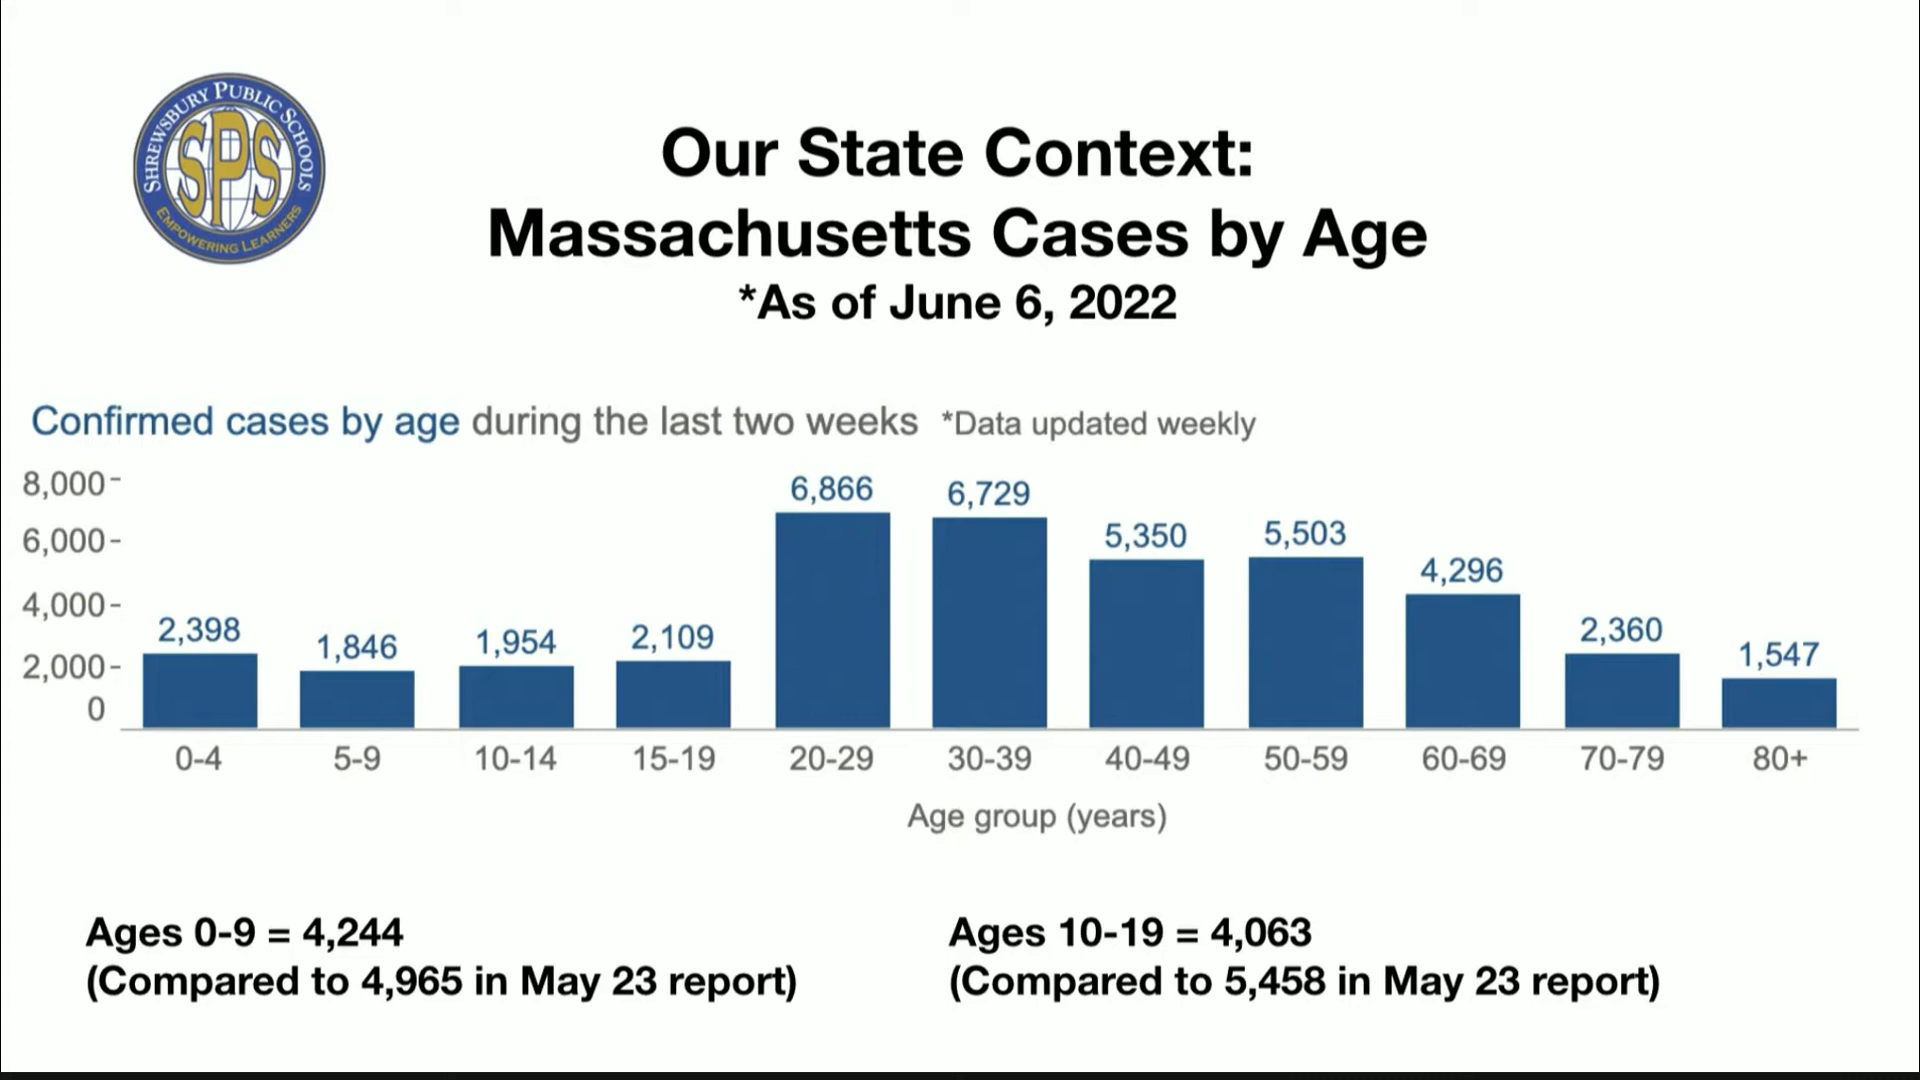 SHREWSBURY PUBLIC SCHOOLS
SPS
EMPOWERING LEARNERS
Our State Context:
Massachusetts Cases by Age
*As of June 6, 2022
Confirmed cases by age during the last two weeks *Data updated weekly
8,000
6,000
4,000
2,000
0
2,398
1,846
1,954
2,109
6,866
6,729
5,350
5,503
4,296
2,360
1,547
0-4 5-9 10-14 15-19 20-29 30-39 40-49 50-59 60-69 70-79 80+
Age group (years)
Ages 0-9 = 4,244
(Compared to 4,965 in May 23 report)
Ages 10-19 = 4,063
(Compared to 5,458 in May 23 report)